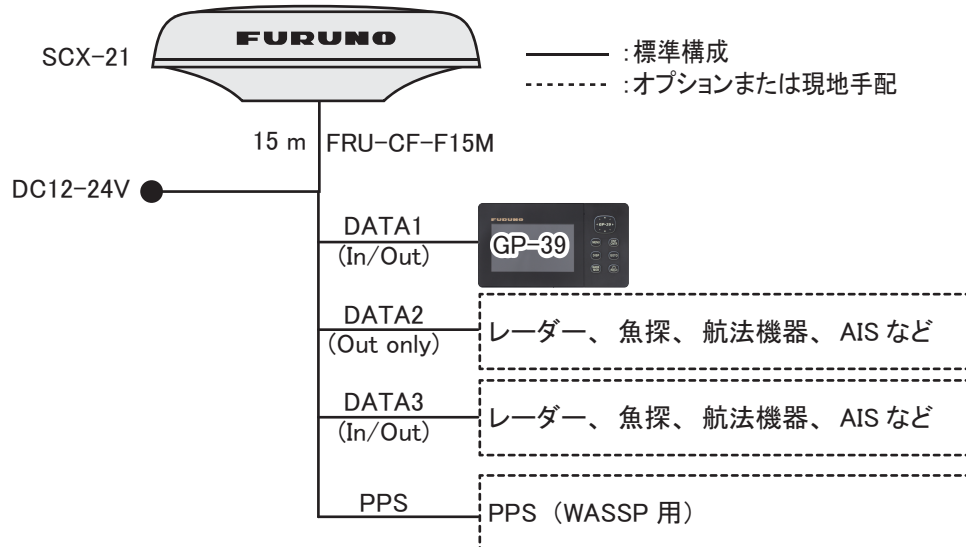 FURUNO
SCX-21
:標準構成
:オプションまたは現地手配
15 m FRU-CF-F15M
DC12-24V
DATA1
(In/Out)
FURUNO
GP-39
DATA2
(Out only)
レーダー、 魚探、 航法機器、 AIS など
DATA3
(In/Out)
レーダー、 魚探、 航法機器、 AIS など
PPS
PPS (WASSP 用)